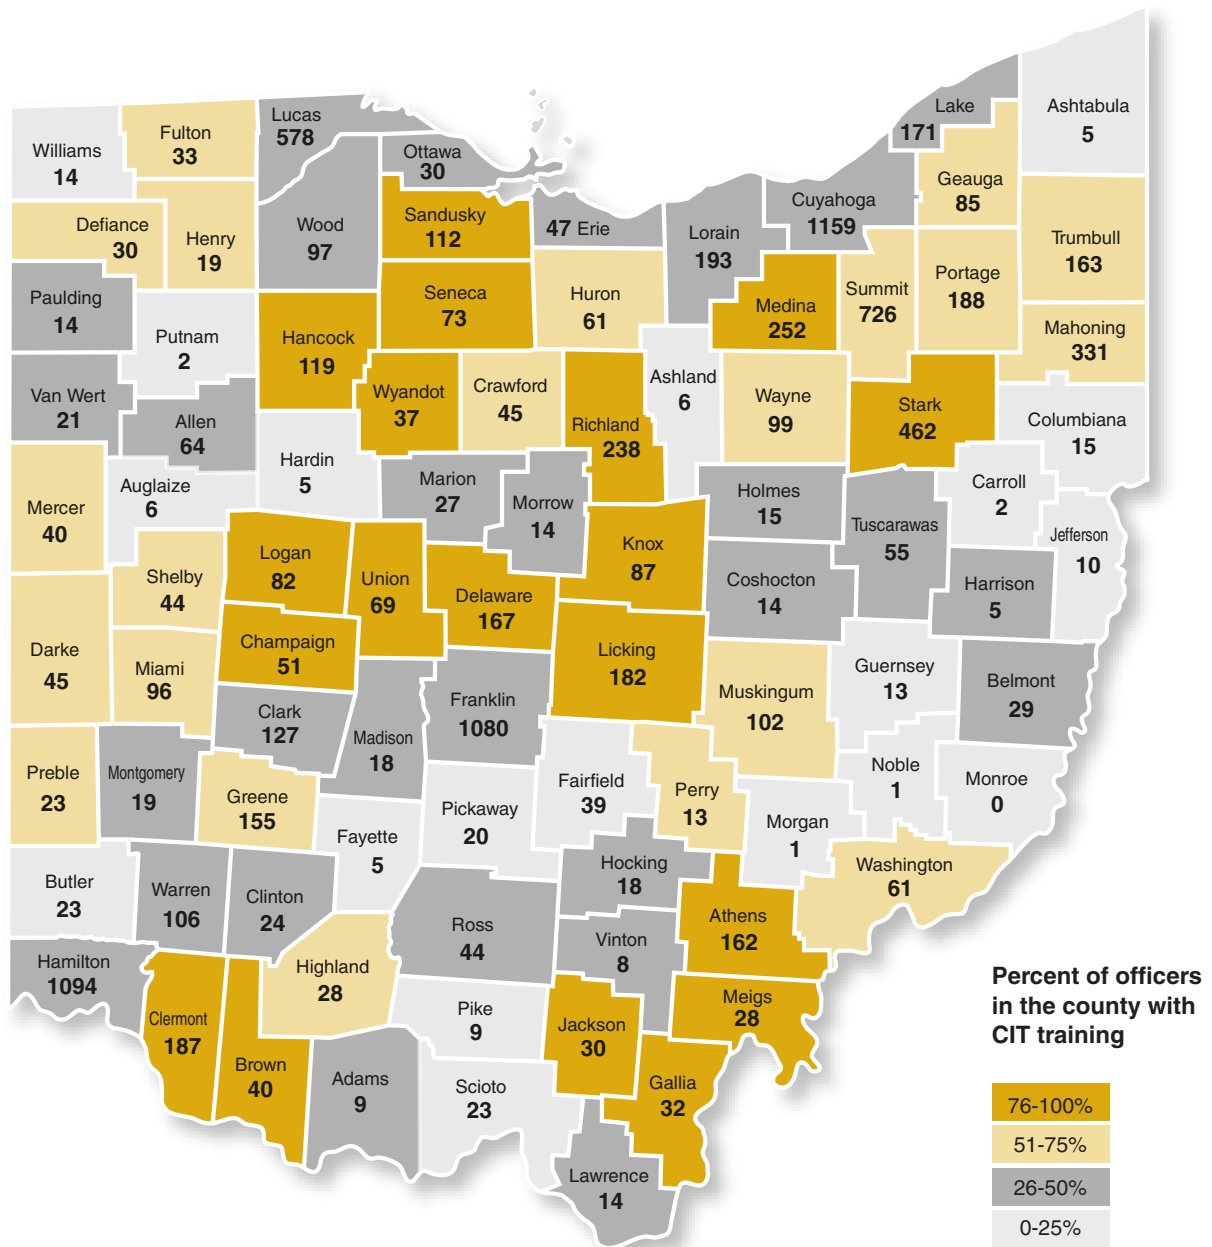 Williams
14
Fulton
33
Lucas
578
Ottawa
30
Lake
171
Ashtabula
5
Geauga
85
Defiance
30
Henry
19
Wood
97
Sandusky
112
47 Erie
Lorain
193
Cuyahoga
1159
Trumbull
163
Paulding
14
Putnam
2
Hancock
119
Seneca
73
Huron
61
Medina
252
Summit
726
Portage
188
Mahoning
331
Van Wert
21
Allen
64
Wyandot
37
Crawford
45
Richland
238
Ashland
6
Wayne
99
Stark
462
Columbiana
15
Mercer
40
Auglaize
6
Hardin
5
Marion
27
Morrow
14
Holmes
15
Tuscarawas
55
Carroll
2
Jefferson
10
Shelby
44
Logan
82
Union
69
Delaware
167
Knox
87
Coshocton
14
Harrison
5
Darke
45
Miami
96
Champaign
51
Licking
182
Muskingum
102
Guernsey
13
Belmont
29
Clark
127
Madison
18
Franklin
1080
Preble
23
Montgomery
19
Greene
155
Fayette
5
Pickaway
20
Fairfield
39
Perry
13
Morgan
1
Noble
1
Monroe
0
Butler
23
Warren
106
Clinton
24
Ross
44
Hocking
18
Athens
162
Washington
61
Hamilton
1094
Highland
28
Vinton
8
Clermont
187
Brown
40
Adams
9
Pike
9
Scioto
23
Jackson
30
Meigs
28
Gallia
32
Lawrence
14
Percent of officers
in the county with
CIT training
76-100%
51-75%
26-50%
0-25%